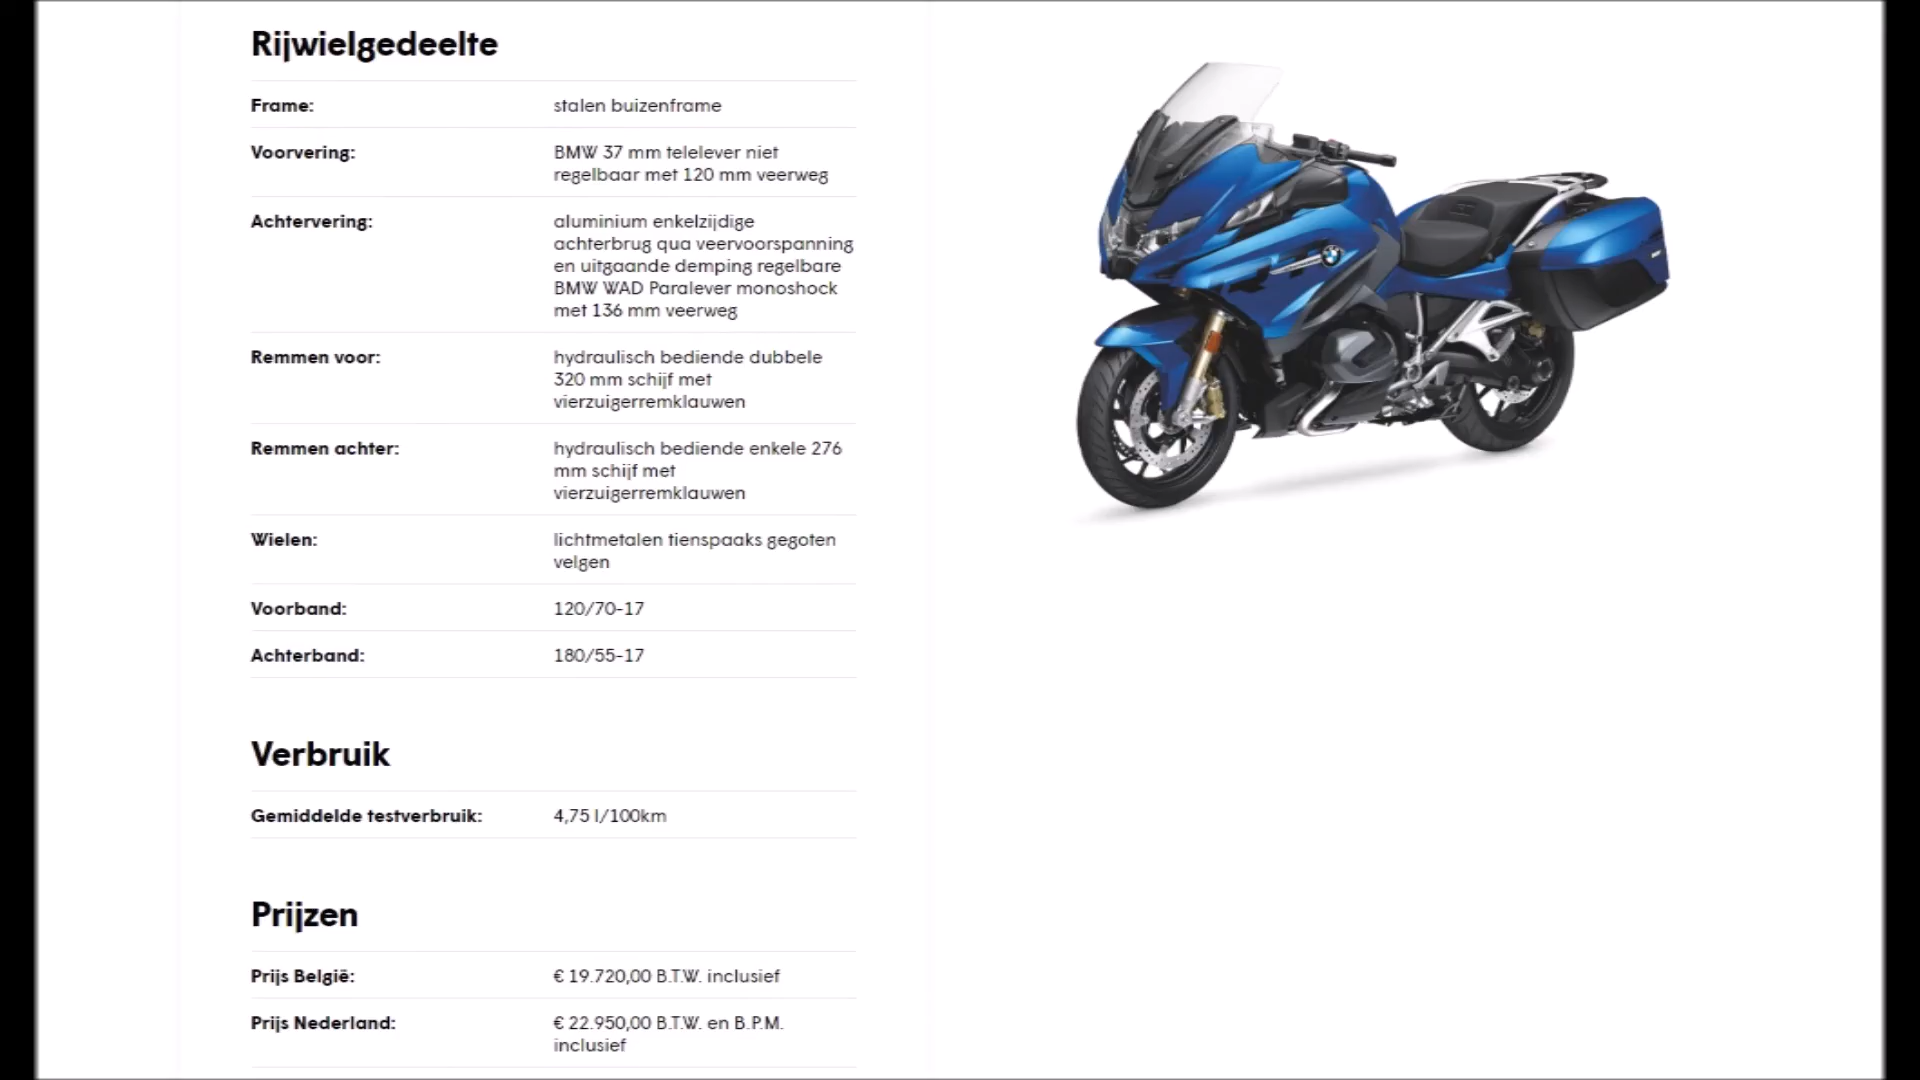 Rijwielgedeelte
Frame: stalen buizenframe
Voorvering: BMW 37 mm telelever niet
regelbaar met 120 mm veerweg
Achtervering: aluminium enkelzijdige
achterbrug qua veervoorspanning
en uitgaande demping regelbare
BMW WAD Paralever monoshock
met 136 mm veerweg
Remmen voor: hydraulisch bediende dubbele
320 mm schijf met
vierzuigerremklauwen
Remmen achter: hydraulisch bediende enkele 276
mm schijf met
vierzuigerremklauwen
Wielen: lichtmetalen tienspaaks gegoten
velgen
Voorband: 120/70-17
Achterband: 180/55-17
Verbruik
Gemiddelde testverbruik: 4,75 l/100km
Prijzen
Prijs België: € 19.720,00 B.T.W. inclusief
Prijs Nederland: € 22.950,00 B.T.W. en B.P.M.
inclusief